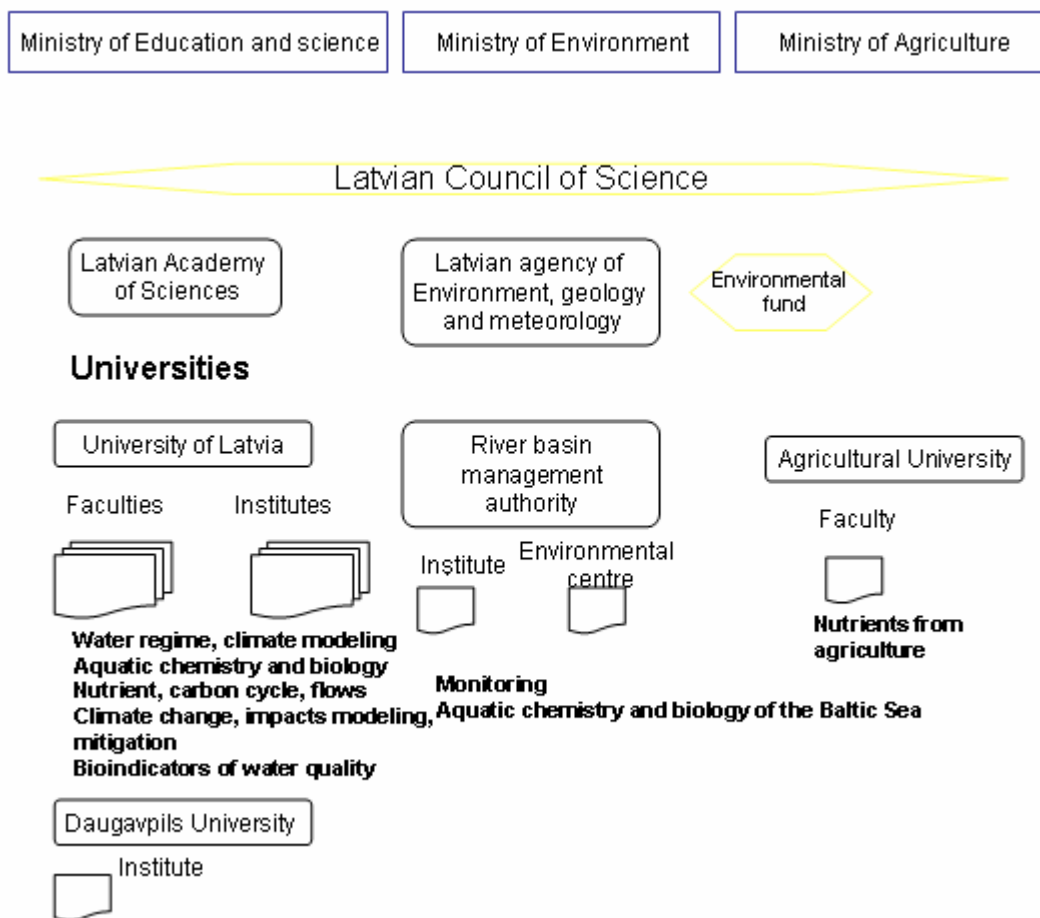 Ministry of Education and science
Ministry of Environment
Ministry of Agriculture
Latvian Council of Science
Latvian Academy
of Sciences
Latvian agency of
Environment, geology
and meteorology
Environmental
fund
Universities
University of Latvia
River basin
management
authority
Agricultural University
Faculties
Institutes
Institute
Environmental
centre
Faculty
Water regime, climate modeling
Aquatic chemistry and biology
Nutrient, carbon cycle, flows
Climate change, impacts modeling,
mitigation
Bioindicators of water quality
Monitoring
Aquatic chemistry and biology of the Baltic Sea
Nutrients from
agriculture
Daugavpils University
Institute